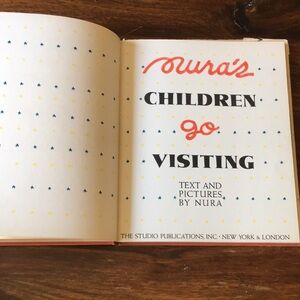 Nura's
CHILDREN
go
VISITING
TEXT AND
PICTURES
BY NURA
THE STUDIO PUBLICATIONS, INC · NEW YORK & LONDON